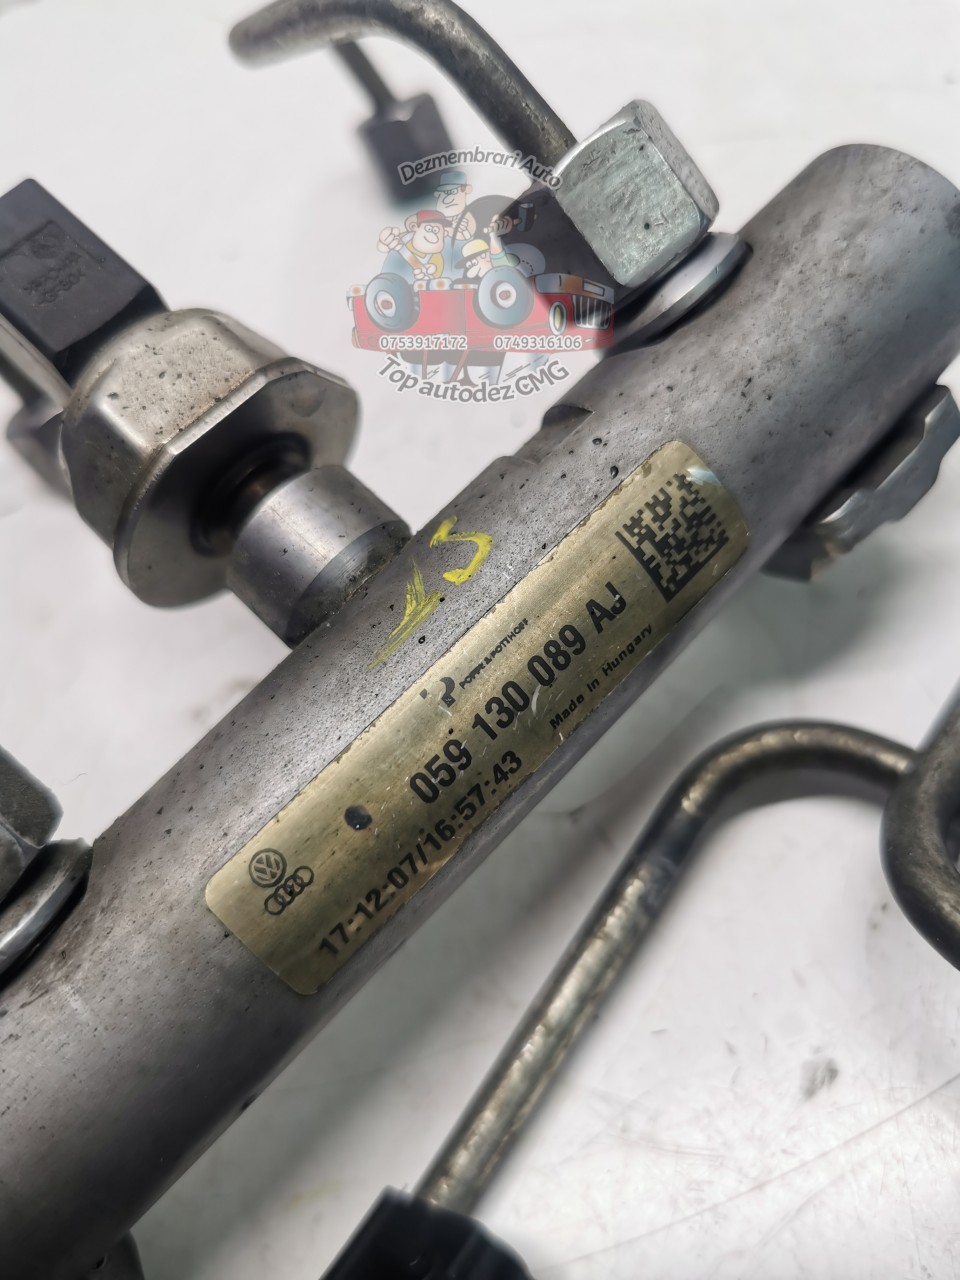 Dezmembrari Auto
0753917172 0749316106
Top autodez CMG
POPPE & POTTHOFF
059 130 089 AJ
Made in Hungary
17:12:07/16:57:43